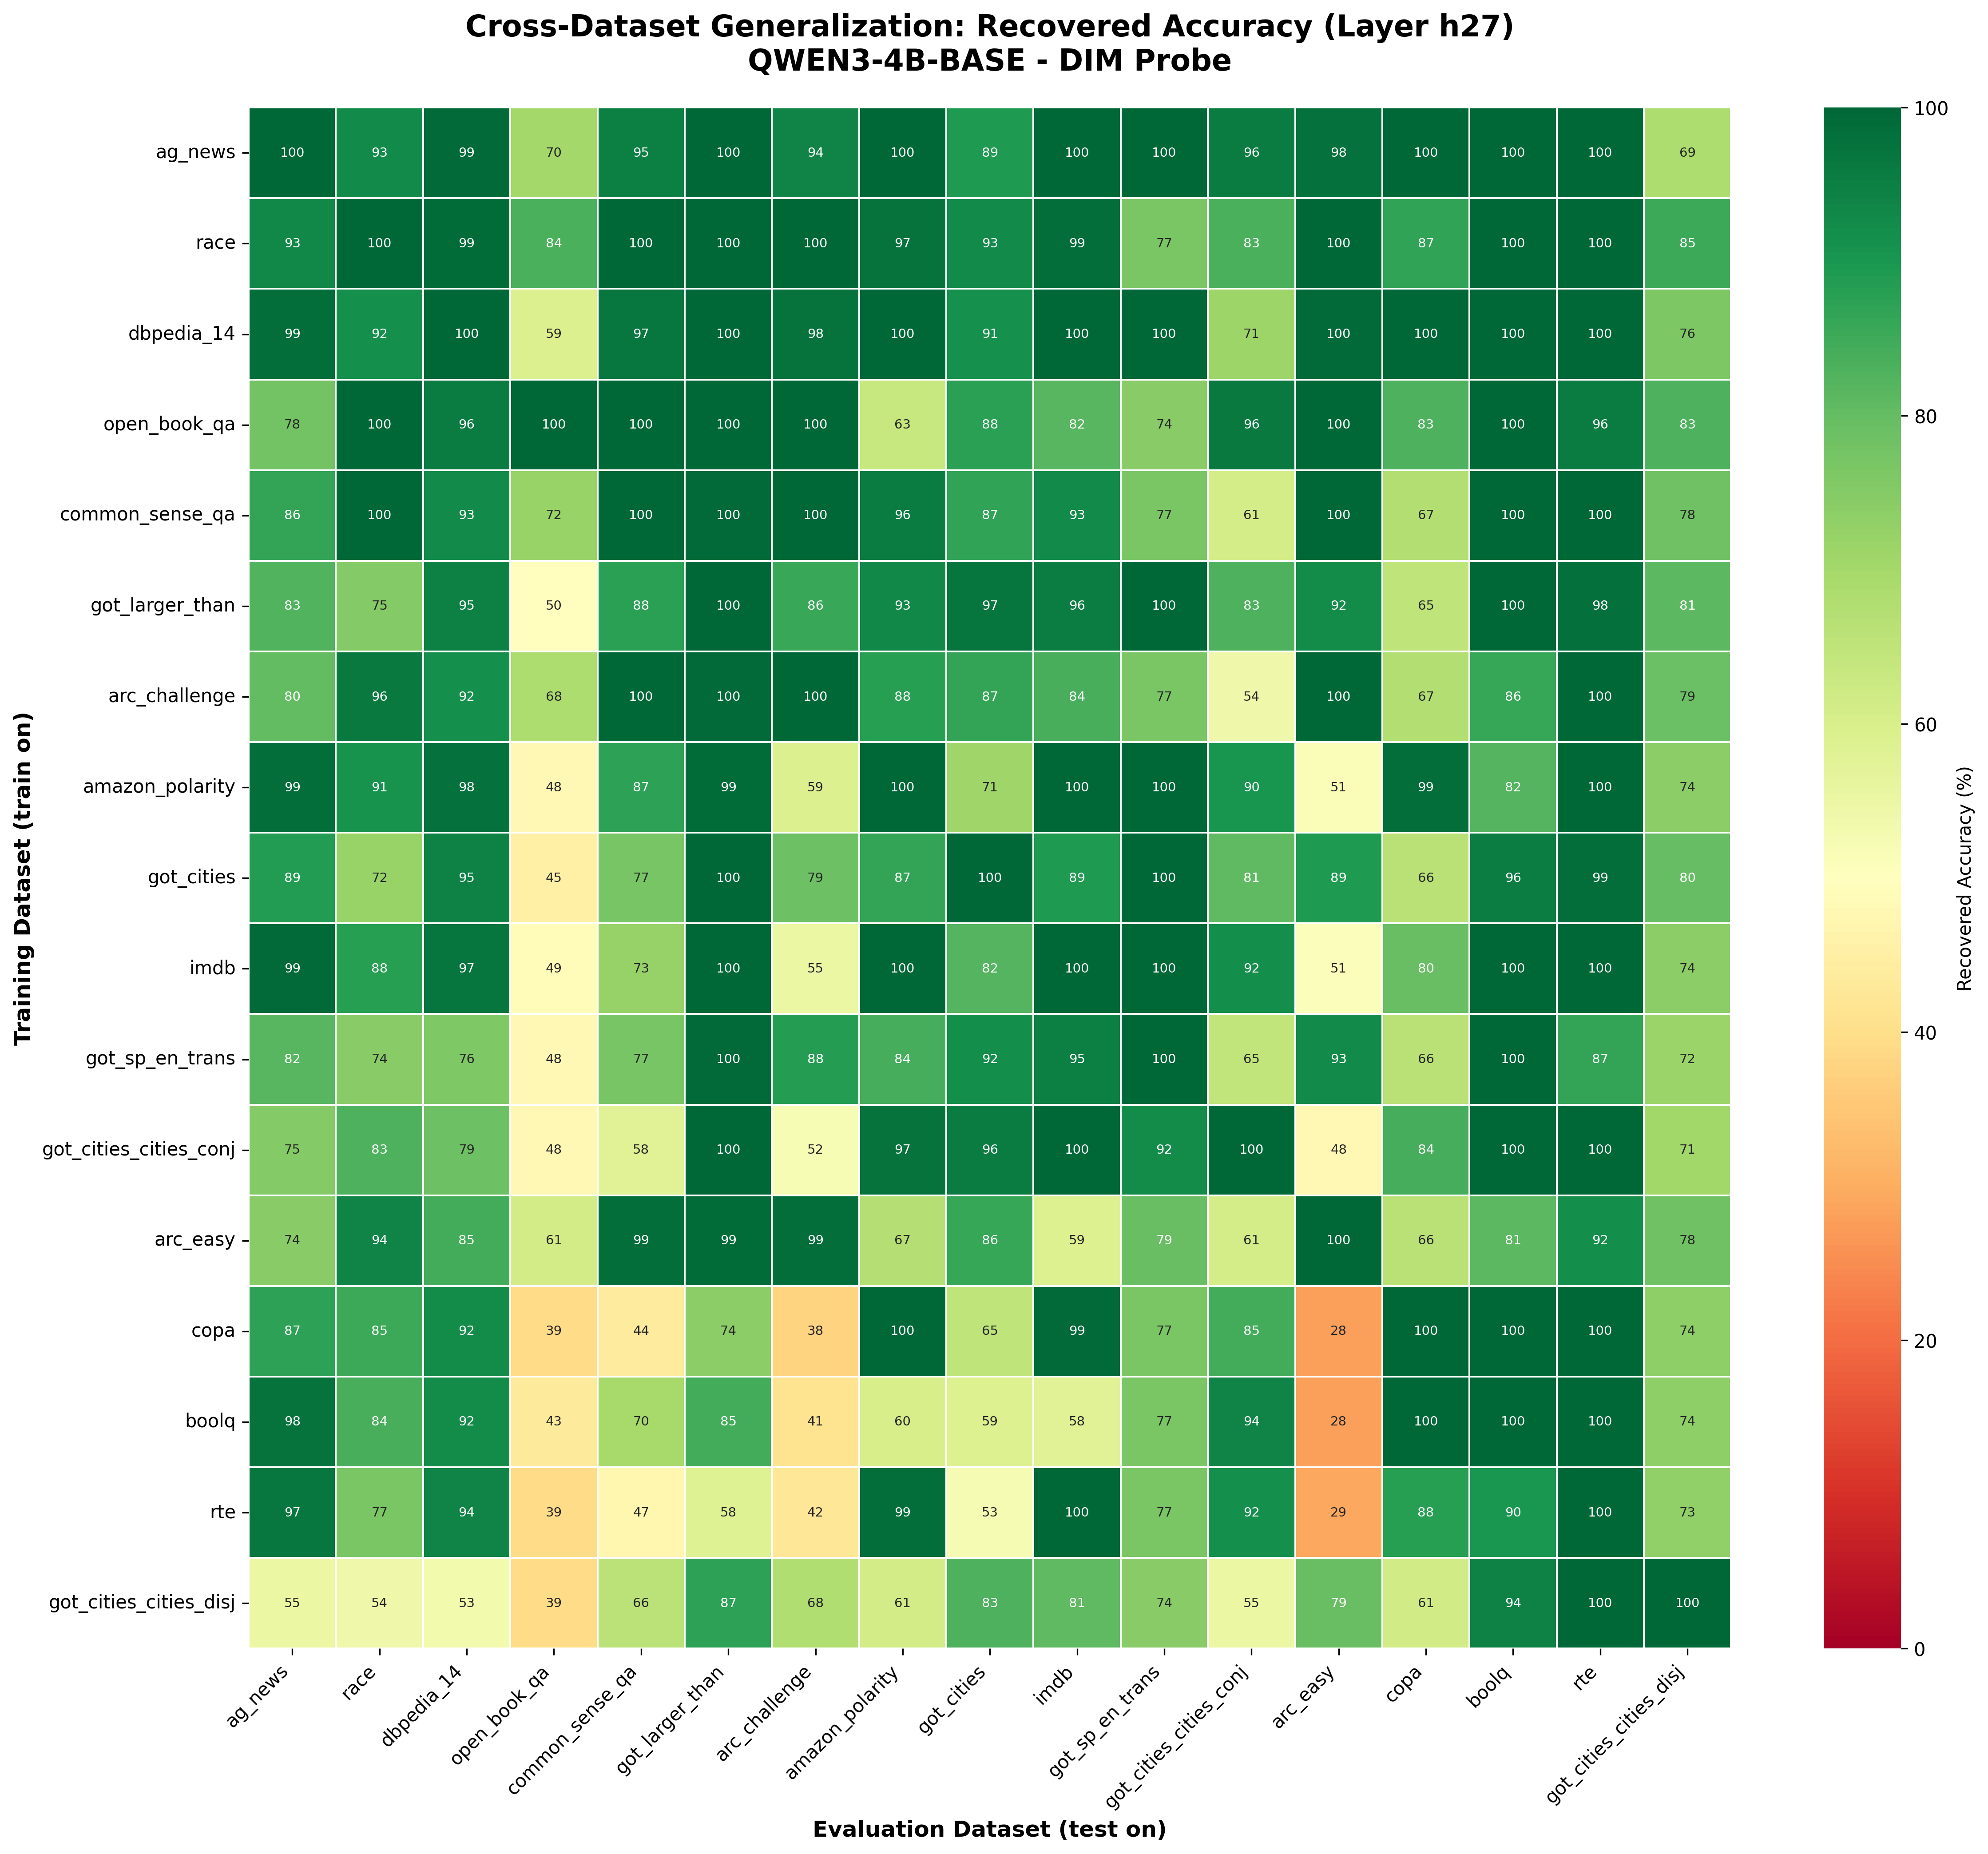 Cross-Dataset Generalization: Recovered Accuracy (Layer h27)
QWEN3-4B-BASE - DIM Probe
Training Dataset (train on)
ag_news 100 93 99 70 95 100 94 100 89 100 100 96 98 100 100 100 69
race 93 100 99 84 100 100 100 97 93 99 77 83 100 87 100 100 85
dbpedia_14 99 92 100 59 97 100 98 100 91 100 100 71 100 100 100 100 76
open_book_qa 78 100 96 100 100 100 100 63 88 82 74 96 100 83 100 96 83
common_sense_qa 86 100 93 72 100 100 100 96 87 93 77 61 100 67 100 100 78
got_larger_than 83 75 95 50 88 100 86 93 97 96 100 83 92 65 100 98 81
arc_challenge 80 96 92 68 100 100 100 88 87 84 77 54 100 67 86 100 79
amazon_polarity 99 91 98 48 87 99 59 100 71 100 100 90 51 99 82 100 74
got_cities 89 72 95 45 77 100 79 87 100 89 100 81 89 66 96 99 80
imdb 99 88 97 49 73 100 55 100 82 100 100 92 51 80 100 100 74
got_sp_en_trans 82 74 76 48 77 100 88 84 92 95 100 65 93 66 100 87 72
got_cities_cities_conj 75 83 79 48 58 100 52 97 96 100 92 100 48 84 100 100 71
arc_easy 74 94 85 61 99 99 99 67 86 59 79 61 100 66 81 92 78
copa 87 85 92 39 44 74 38 100 65 99 77 85 28 100 100 100 74
boolq 98 84 92 43 70 85 41 60 59 58 77 94 28 100 100 100 74
rte 97 77 94 39 47 58 42 99 53 100 77 92 29 88 90 100 73
got_cities_cities_disj 55 54 53 39 66 87 68 61 83 81 74 55 79 61 94 100 100
ag_news
race
dbpedia_14
open_book_qa
common_sense_qa
got_larger_than
arc_challenge
amazon_polarity
got_cities
imdb
got_sp_en_trans
got_cities_cities_conj
arc_easy
copa
boolq
rte
got_cities_cities_disj
Evaluation Dataset (test on)
100
80
60
40
20
0
Recovered Accuracy (%)